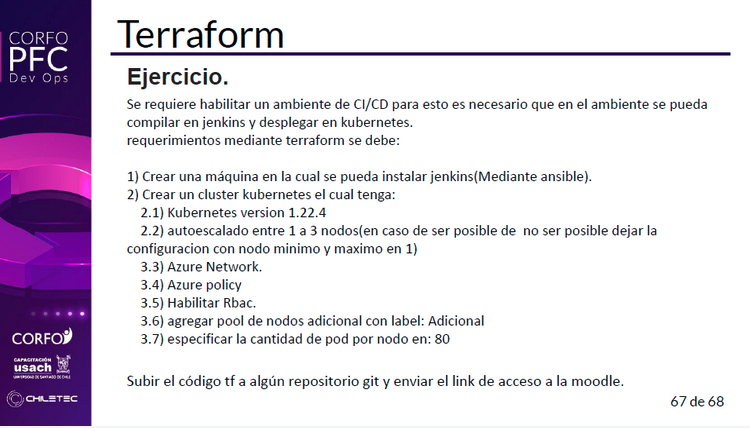 CORFO
PFC
Dev Ops
Terraform
Ejercicio.
Se requiere habilitar un ambiente de CI/CD para esto es necesario que en el ambiente se pueda
compilar en jenkins y desplegar en kubernetes.
requerimientos mediante terraform se debe:
1) Crear una máquina en la cual se pueda instalar jenkins(Mediante ansible).
2) Crear un cluster kubernetes el cual tenga:
2.1) Kubernetes version 1.22.4
2.2) autoescalado entre 1 a 3 nodos(en caso de ser posible de no ser posible dejar la
configuracion con nodo minimo y maximo en 1)
3.3) Azure Network.
3.4) Azure policy
3.5) Habilitar Rbac.
3.6) agregar pool de nodos adicional con label: Adicional
3.7) especificar la cantidad de pod por nodo en: 80
Subir el código tf a algún repositorio git y enviar el link de acceso a la moodle.
CORFO
CAPACITACIÓN
usach
UNIVERSIDAD DE SANTIAGO DE CHILE
CHILETEC
67 de 68